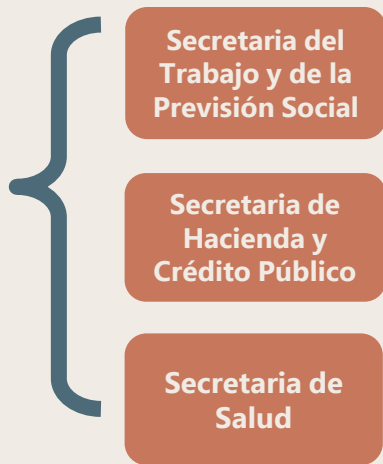 Secretaria del
Trabajo y de la
Previsión Social
Secretaria de
Hacienda y
Crédito Público
Secretaria de
Salud